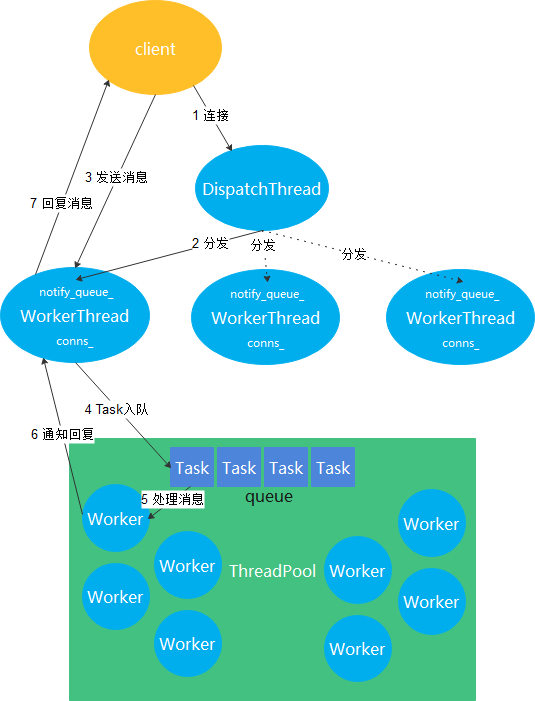 client
1 连接
DispatchThread
3 发送消息
7 回复消息
2 分发
分发
分发
notify_queue_
WorkerThread
conns_
notify_queue_
WorkerThread
conns_
notify_queue_
WorkerThread
conns_
4 Task入队
6 通知回复
Task
Task
Task
Task
queue
5 处理消息
Worker
Worker
Worker
Worker
ThreadPool
Worker
Worker
Worker
Worker